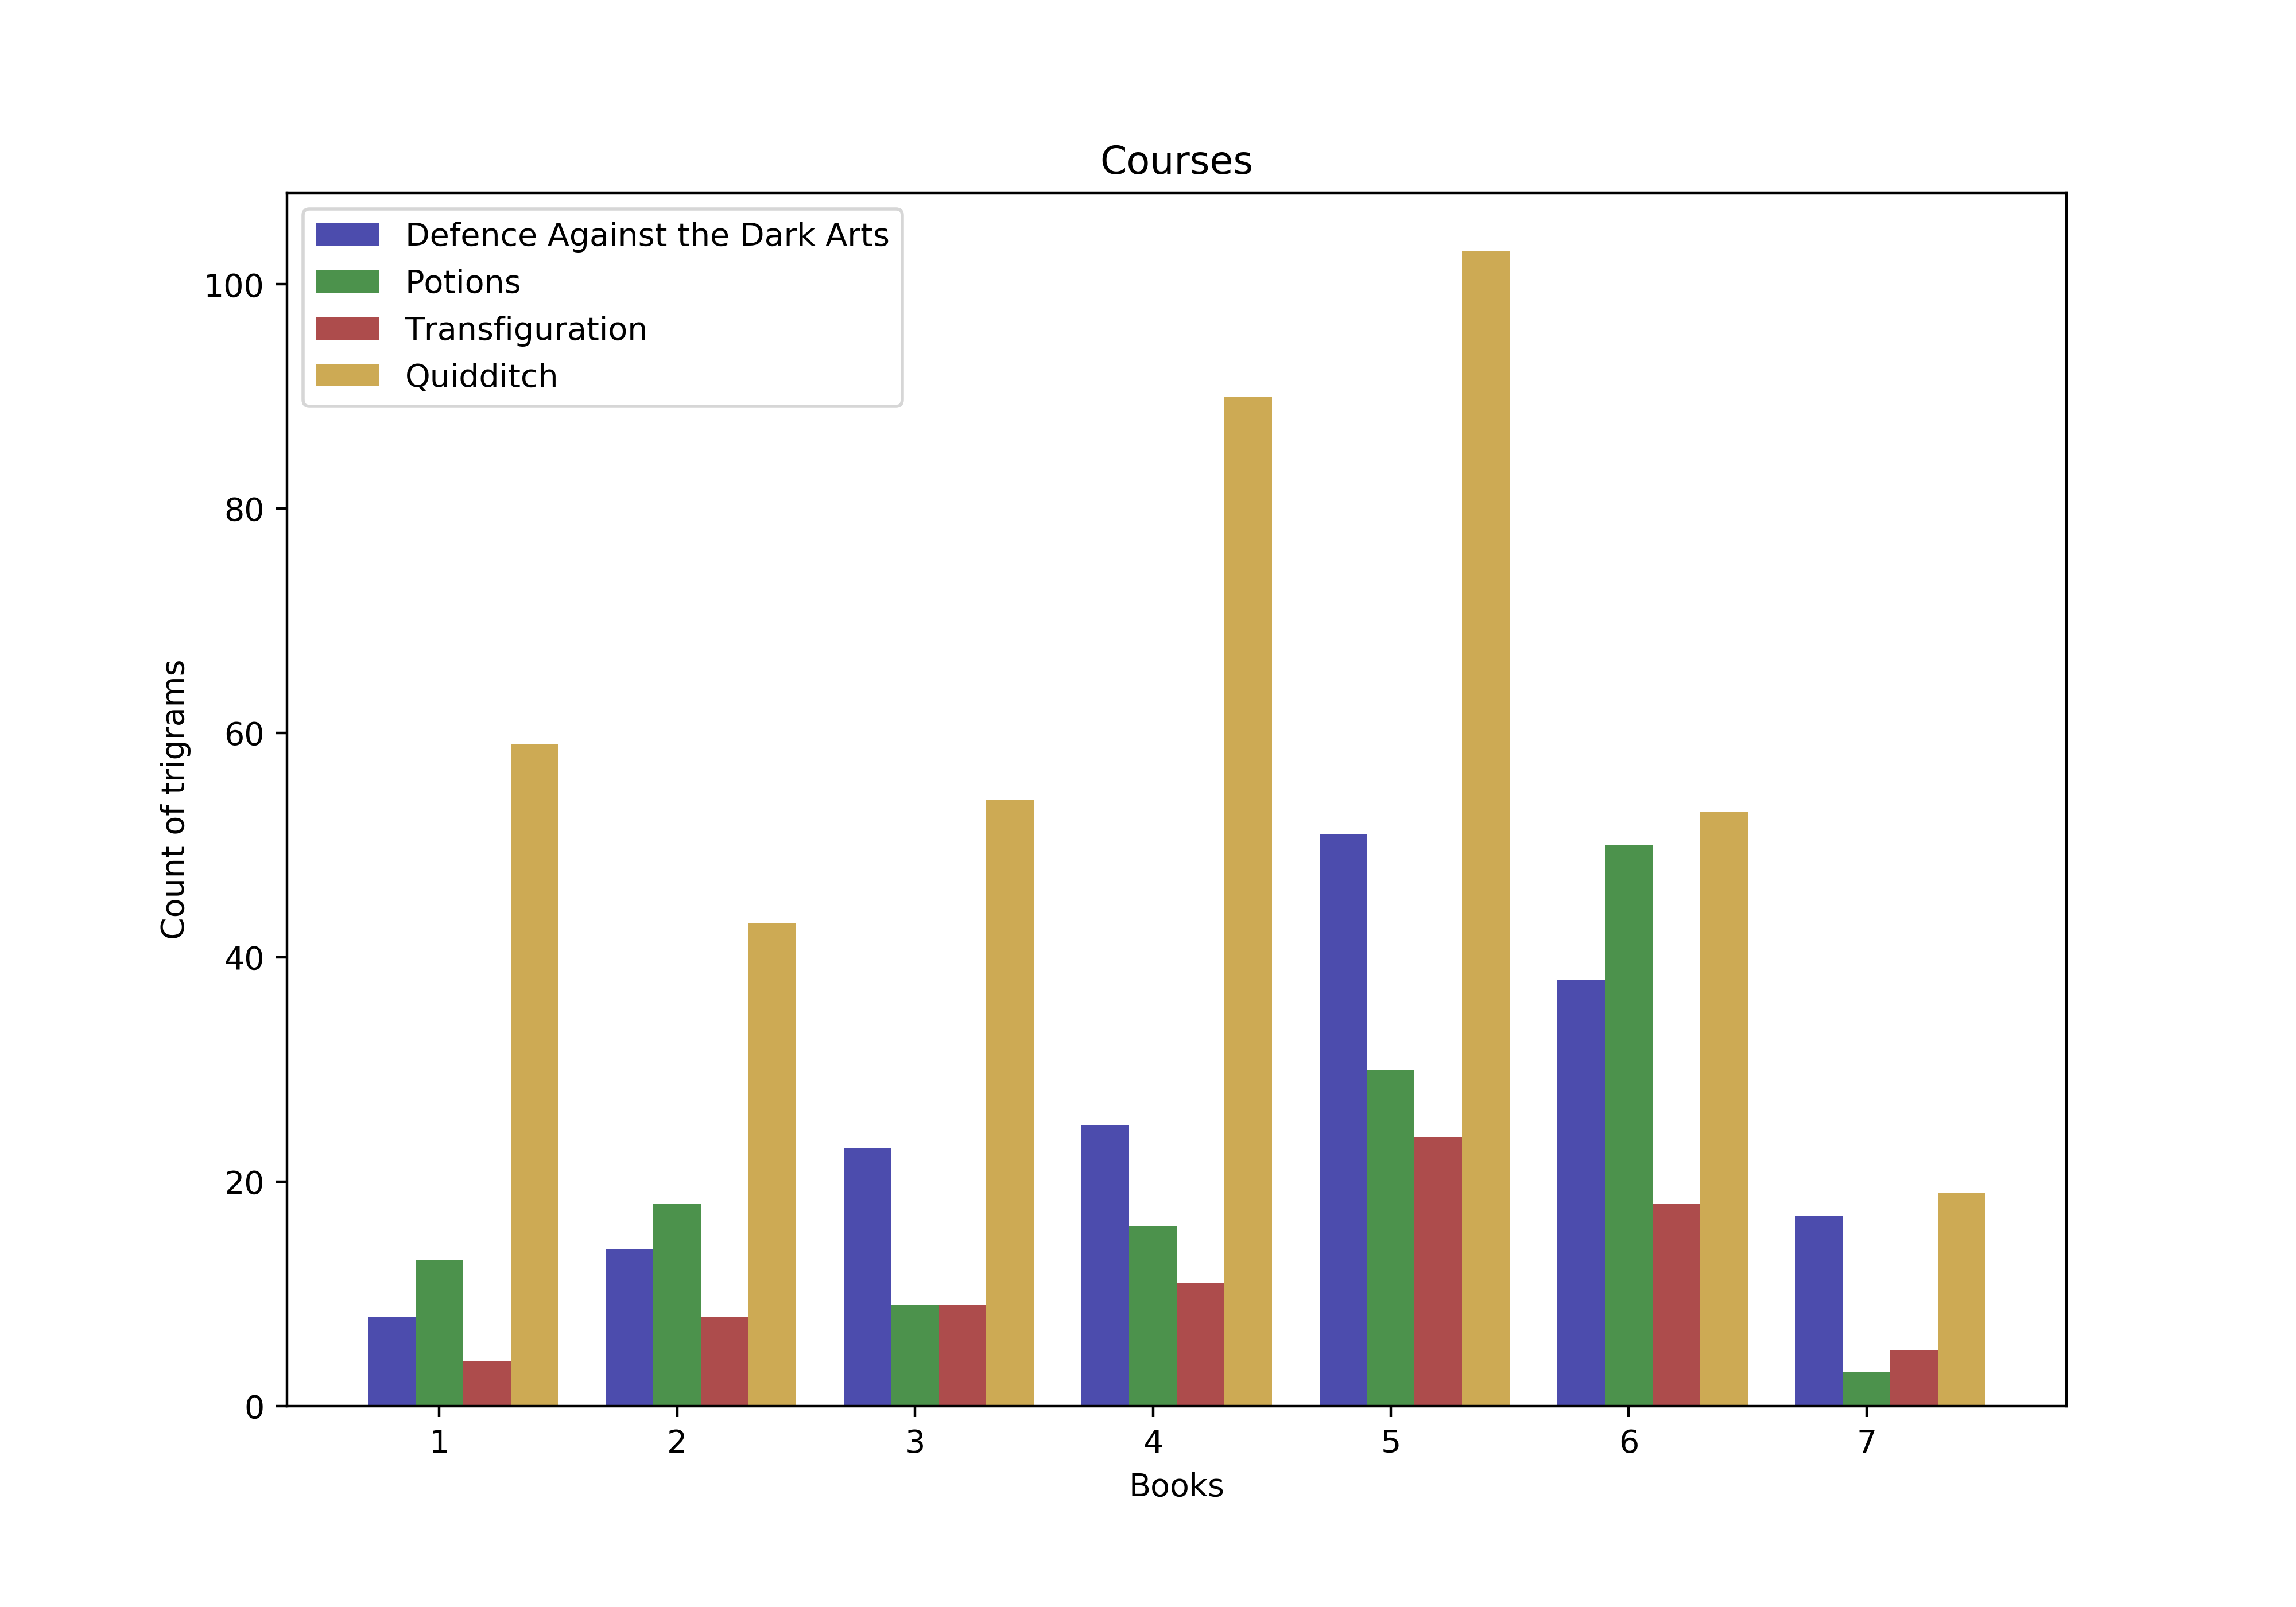 Courses
Defence Against the Dark Arts
Potions
Transfiguration
Quidditch
Count of trigrams
100
80
60
40
20
0
1 2 3 4 5 6 7
Books